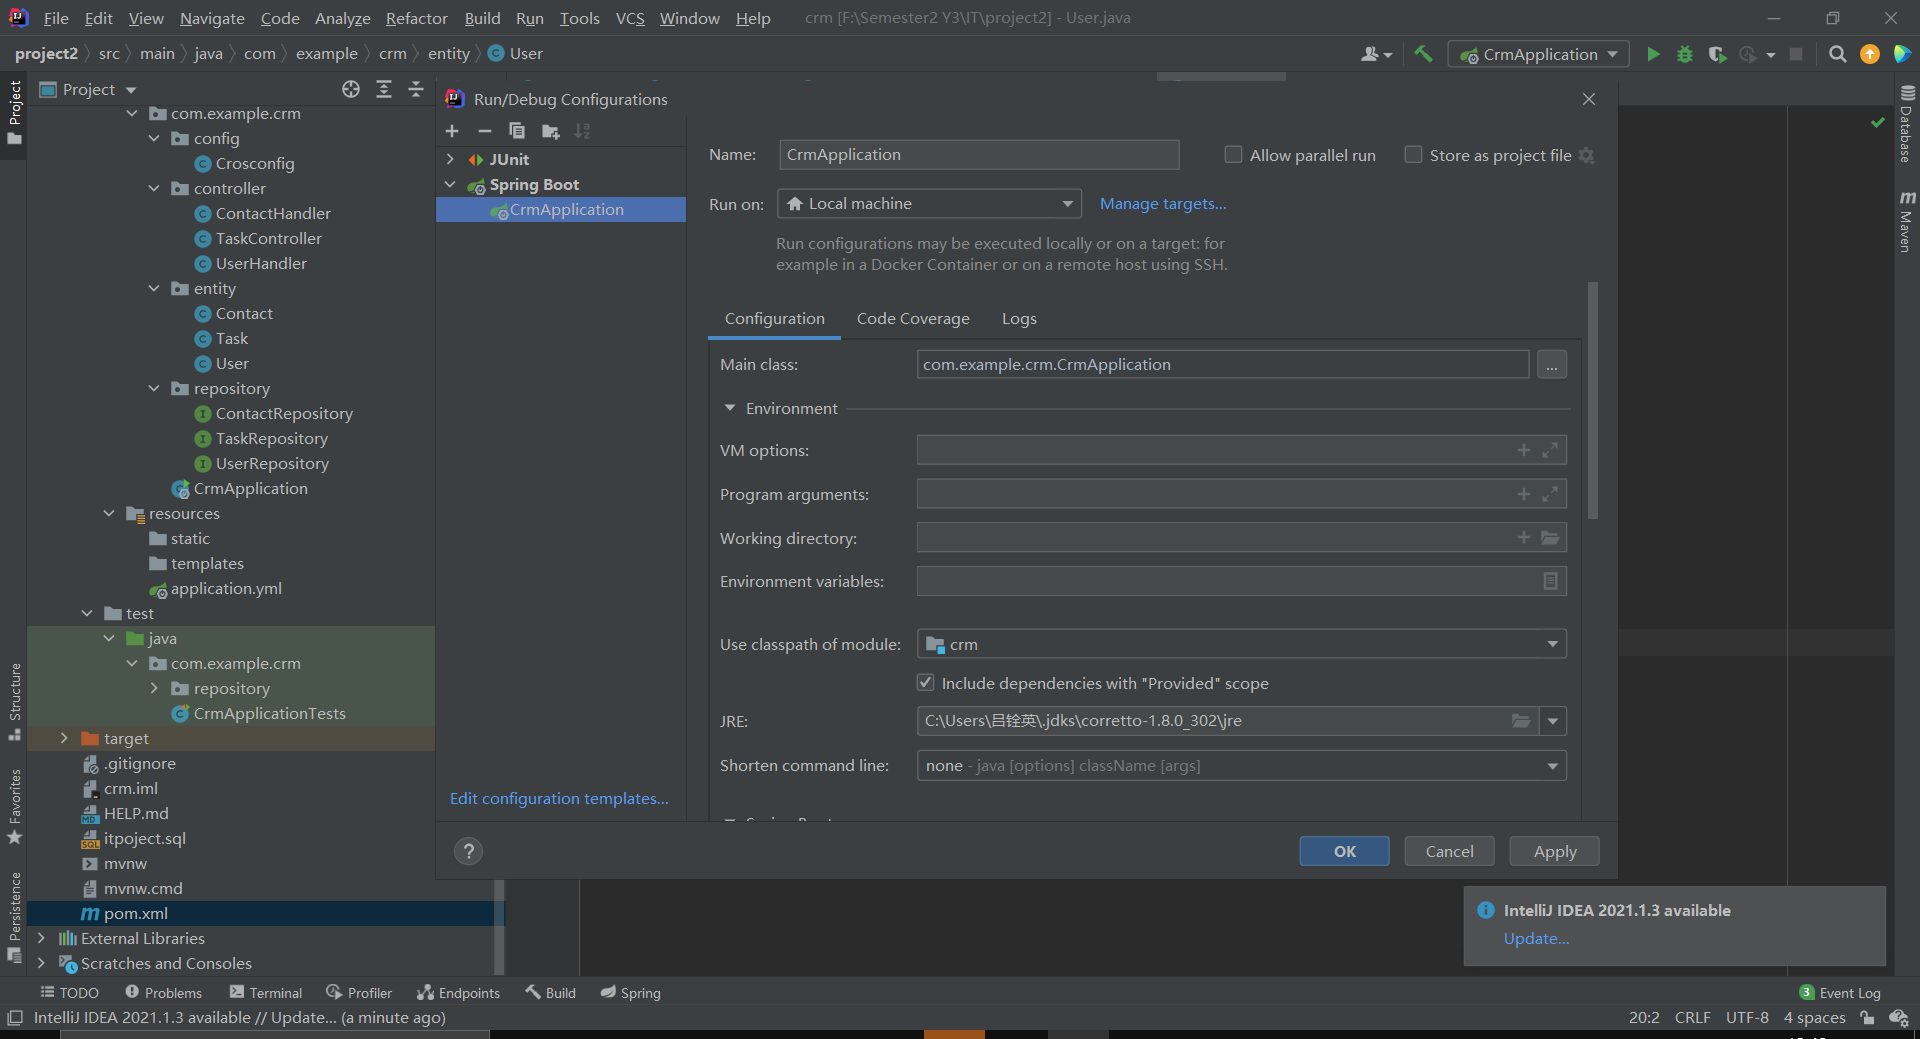 File Edit View Navigate Code Analyze Refactor Build Run Tools VCS Window Help crm [F:\Semester2 Y3\IT\project2] - User.java
project2 src main java com example crm entity User CrmApplication
Project
Run/Debug Configurations
com.example.crm
config
Crosconfig
controller
ContactHandler
TaskController
UserHandler
entity
Contact
Task
User
repository
ContactRepository
TaskRepository
UserRepository
CrmApplication
resources
static
templates
application.yml
test
java
com.example.crm
repository
CrmApplicationTests
target
.gitignore
crm.iml
HELP.md
itpoject.sql
mvnw
mvnw.cmd
pom.xml
External Libraries
Scratches and Consoles
JUnit
Spring Boot
CrmApplication
Edit configuration templates...
Name: CrmApplication Allow parallel run Store as project file
Run on: Local machine Manage targets...
Run configurations may be executed locally or on a target: for
example in a Docker Container or on a remote host using SSH.
Configuration Code Coverage Logs
Main class: com.example.crm.CrmApplication ...
Environment
VM options:
Program arguments:
Working directory:
Environment variables:
Use classpath of module: crm
Include dependencies with "Provided" scope
JRE: C:\Users\吕铨英\.jdks\corretto-1.8.0_302\jre
Shorten command line: none - java [options] className [args]
? OK Cancel Apply
IntelliJ IDEA 2021.1.3 available
Update...
Project
Structure
Favorites
Persistence
Database
Maven
TODO Problems Terminal Profiler Endpoints Build Spring 3 Event Log
IntelliJ IDEA 2021.1.3 available // Update... (a minute ago) 20:2 CRLF UTF-8 4 spaces